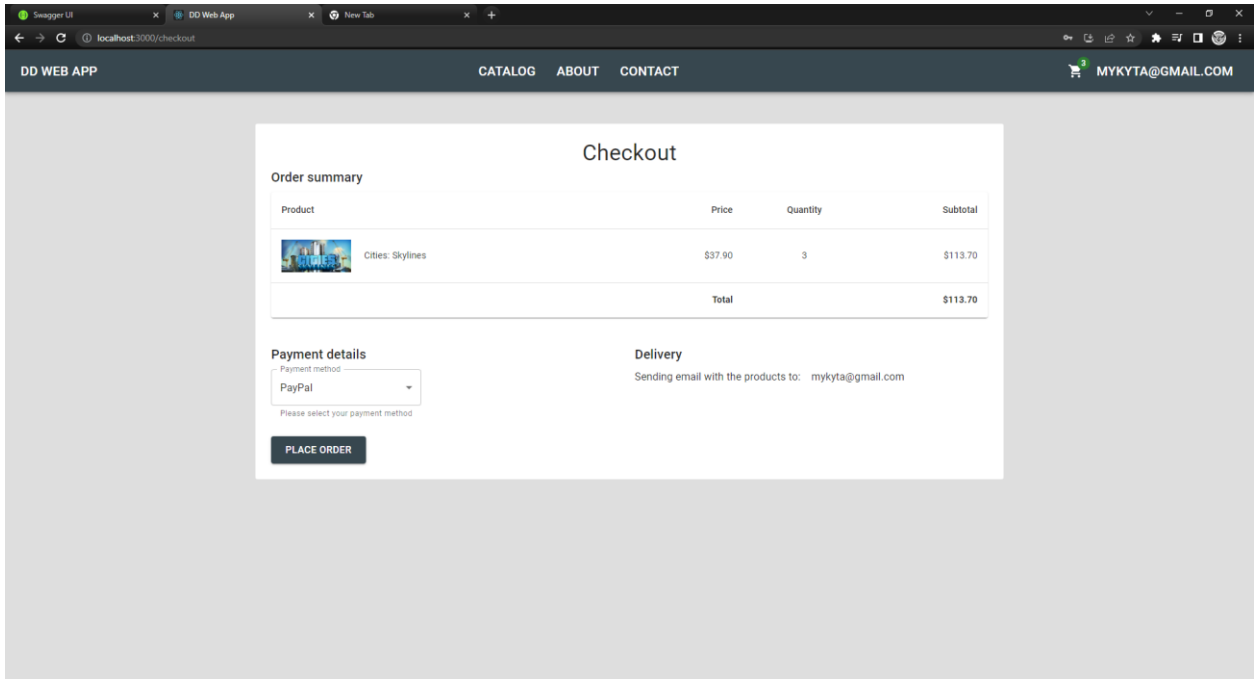 Swagger UI DD Web App New Tab
localhost:3000/checkout
DD WEB APP CATALOG ABOUT CONTACT 3 MYKYTA@GMAIL.COM
Checkout
Order summary
Product Price Quantity Subtotal
CITIES Cities: Skylines $37.90 3 $113.70
Total $113.70
Payment details Delivery
Payment method
Sending email with the products to: mykyta@gmail.com
PayPal
Please select your payment method
PLACE ORDER